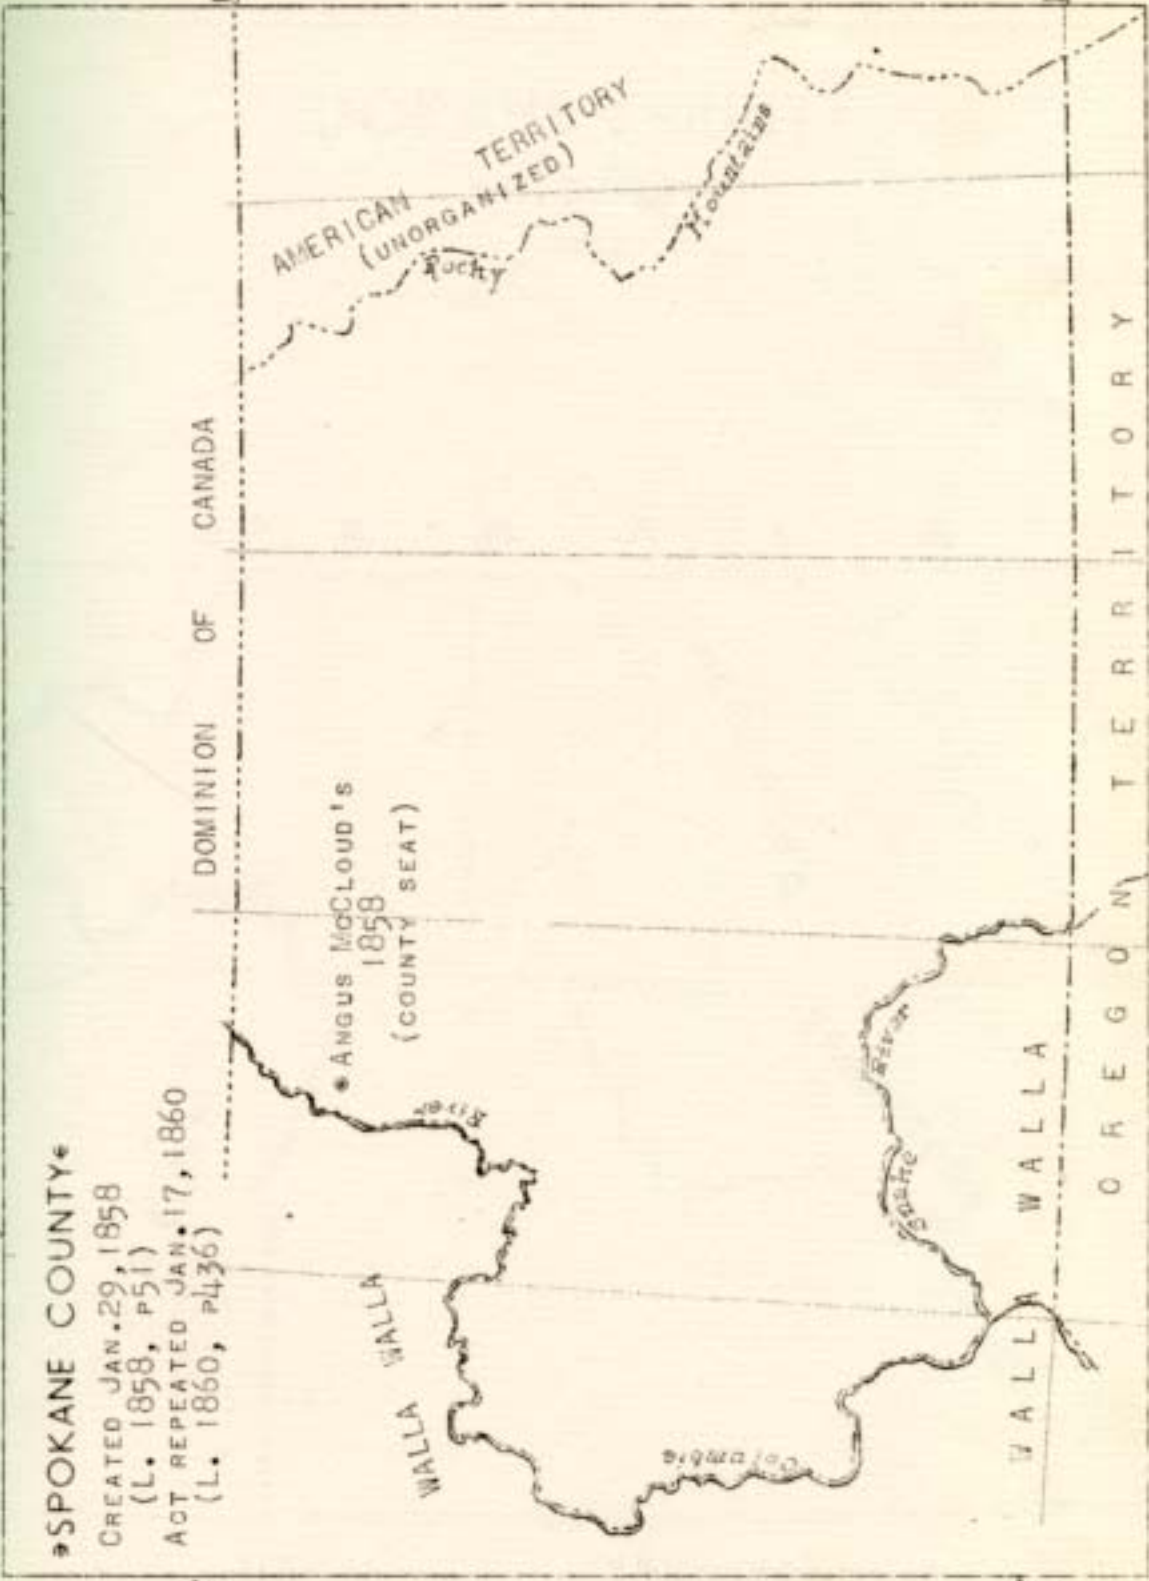 *SPOKANE COUNTY*
CREATED JAN.29,1858
(L. 1858, P51)
ACT REPEATED JAN.17,1860
(L. 1860, P436)
DOMINION OF CANADA
AMERICAN TERRITORY
(UNORGANIZED)
Rocky
Mountains
*ANGUS MCCLOUD'S
1858
(COUNTY SEAT)
River
WALLA WALLA
Columbia
Snake
River
WALLA WALLA
OREGON TERRITORY